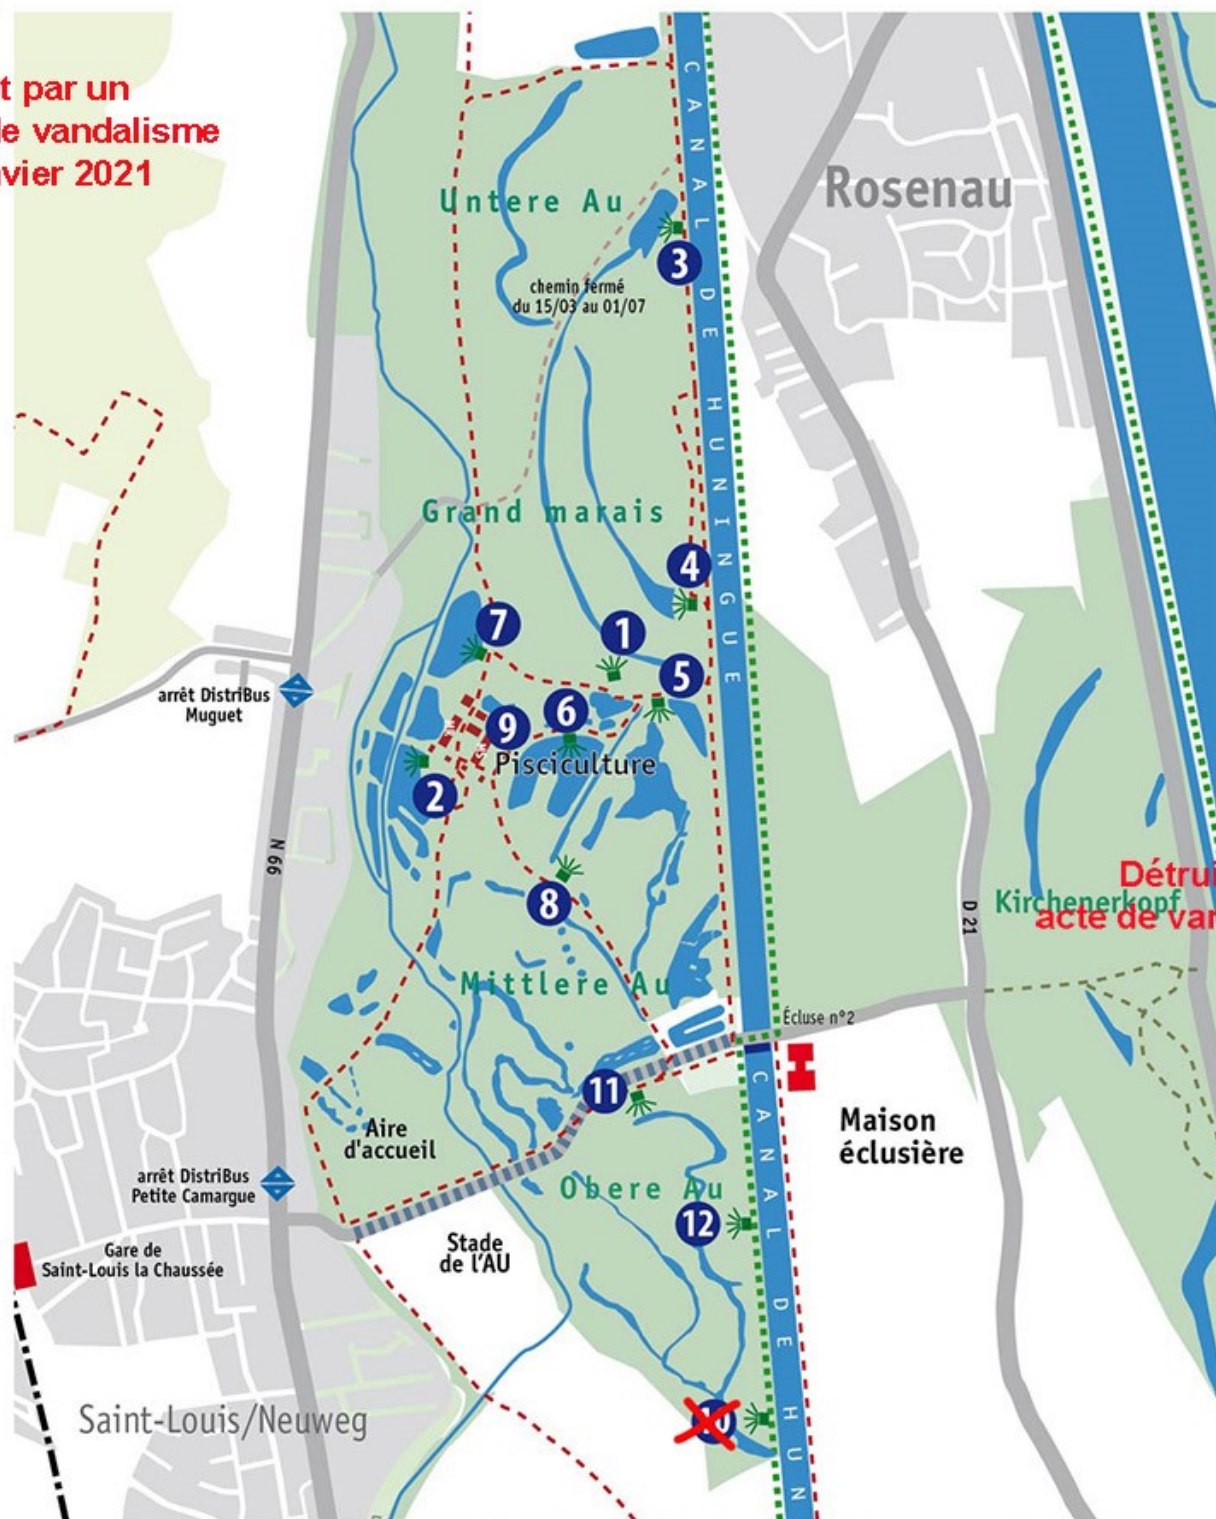 t par un
le vandalisme
nvier 2021
CANAL DE HUNINGUE
Rosenau
Untere Au
3
chemin fermé
du 15/03 au 01/07
Grand marais
4
7
1
5
arrêt DistriBus
Muguet
6
9
Pisciculture
2
N 66
8
D 21
Détrui
Kirchenerkopf
acte de van
Mittlere Au
Écluse n°2
11
CANAL DE HUN
Aire
d'accueil
Maison
éclusière
arrêt DistriBus
Petite Camargue
Obere Au
12
Stade
de l'AU
Gare de
Saint-Louis la Chaussée
Saint-Louis/Neuweg
10